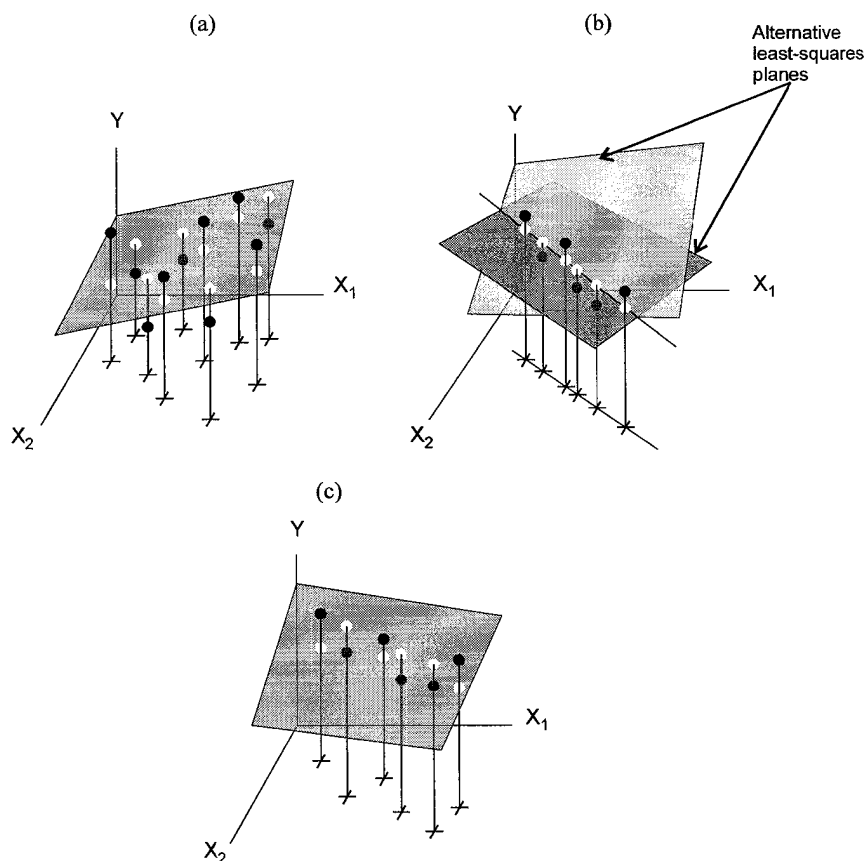 (a)
(b)
Alternative
least-squares
planes
Y
X₁
X₂
Y
X₁
X₂
(c)
Y
X₁
X₂